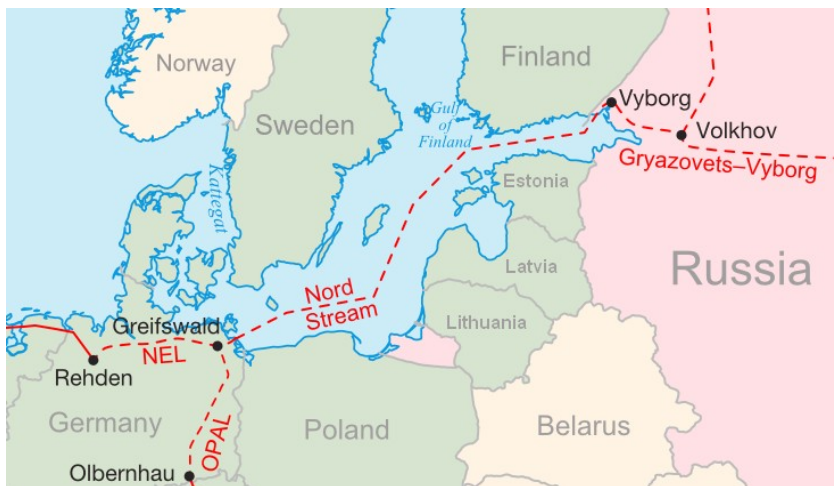 Norway
Finland
Sweden
Gulf
of
Finland
Vyborg
Volkhov
Gryazovets–Vyborg
Kattegat
Estonia
Latvia
Russia
Nord
Stream
Lithuania
Greifswald
NEL
Rehden
Germany
OPAL
Poland
Belarus
Olbernhau